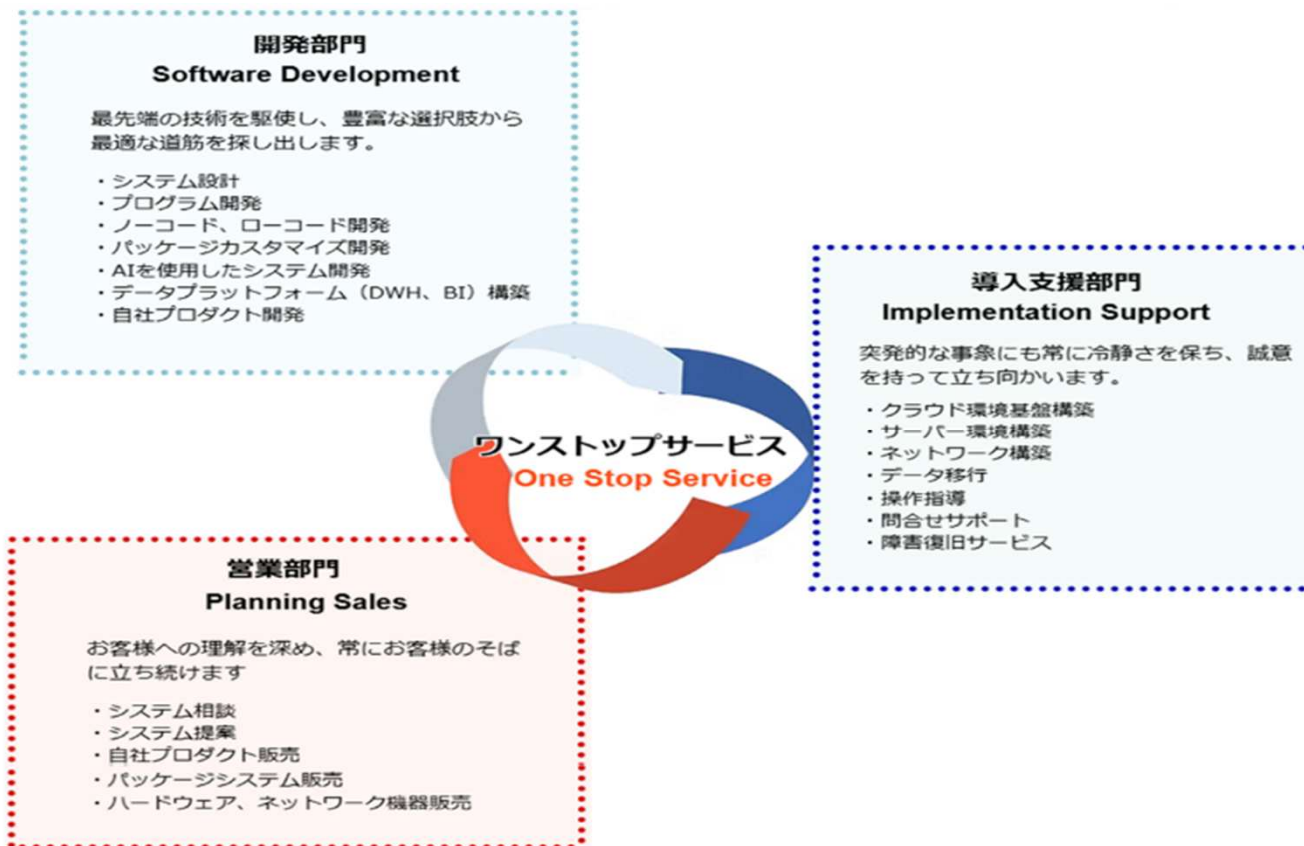 開発部門
Software Development
最先端の技術を駆使し、豊富な選択肢から
最適な道筋を探し出します。
・システム設計
・プログラム開発
・ノーコード、ローコード開発
・パッケージカスタマイズ開発
・AIを使用したシステム開発
・データプラットフォーム（DWH、BI）構築
・自社プロダクト開発
導入支援部門
Implementation Support
突発的な事象にも常に冷静さを保ち、誠意
を持って立ち向かいます。
・クラウド環境基盤構築
・サーバー環境構築
・ネットワーク構築
・データ移行
・操作指導
・問合せサポート
・障害復旧サービス
ワンストップサービス
One Stop Service
営業部門
Planning Sales
お客様への理解を深め、常にお客様のそば
に立ち続けます
・システム相談
・システム提案
・自社プロダクト販売
・パッケージシステム販売
・ハードウェア、ネットワーク機器販売